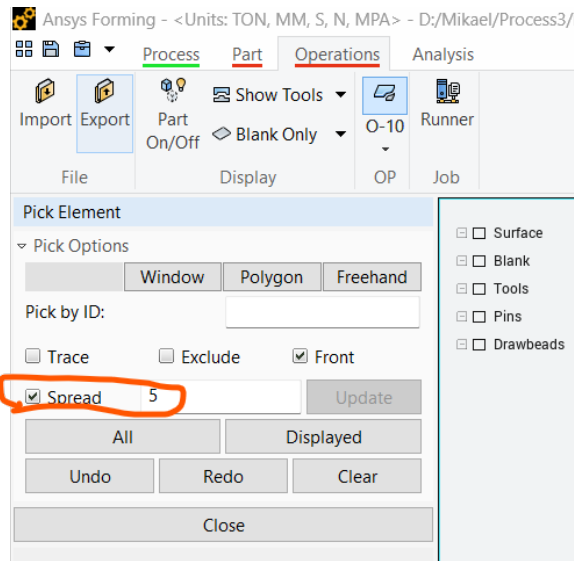 Ansys Forming - <Units: TON, MM, S, N, MPA> - D:/Mikael/Process3/
Process Part Operations Analysis
Import Export Part On/Off Show Tools Blank Only O-10 Runner
File Display OP Job
Pick Element
Pick Options
Window Polygon Freehand
Pick by ID:
Trace Exclude Front
Spread 5 Update
All Displayed
Undo Redo Clear
Close
Surface
Blank
Tools
Pins
Drawbeads